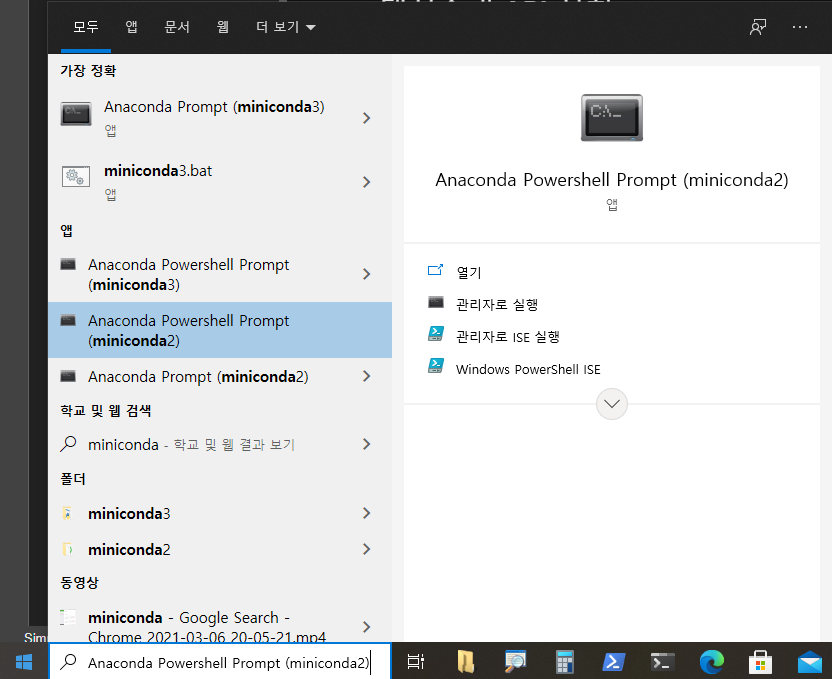 모두 앱 문서 웹 더 보기
가장 정확
Anaconda Prompt (miniconda3)
앱
miniconda3.bat
앱
앱
Anaconda Powershell Prompt
(miniconda3)
Anaconda Powershell Prompt
(miniconda2)
Anaconda Prompt (miniconda2)
학교 및 웹 검색
miniconda - 학교 및 웹 결과 보기
폴더
miniconda3
miniconda2
동영상
miniconda - Google Search -
Chrome 2021-03-06 20-05-21.mp4
Anaconda Powershell Prompt (miniconda2)
C:\_
Anaconda Powershell Prompt (miniconda2)
앱
열기
관리자로 실행
관리자로 ISE 실행
Windows PowerShell ISE